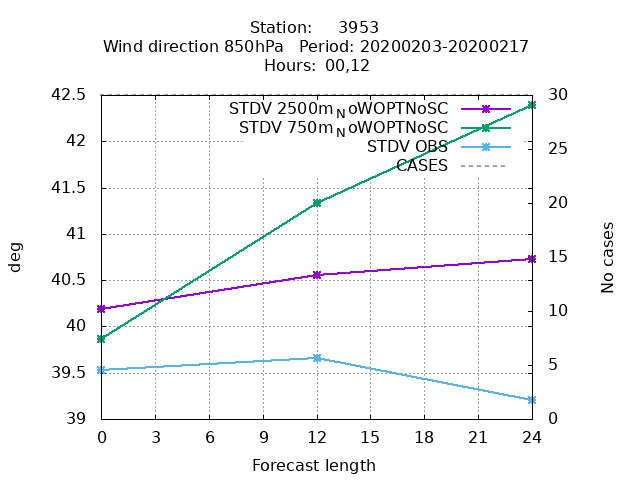 Station:     3953
Wind direction 850hPa   Period: 20200203-20200217
Hours: 00,12
42.5
42
41.5
41
40.5
40
39.5
39
30
25
20
15
10
5
0
STDV 2500m_NoWOPTNoSC
STDV 750m_NoWOPTNoSC
STDV OBS
CASES
deg
No cases
0 3 6 9 12 15 18 21 24
Forecast length